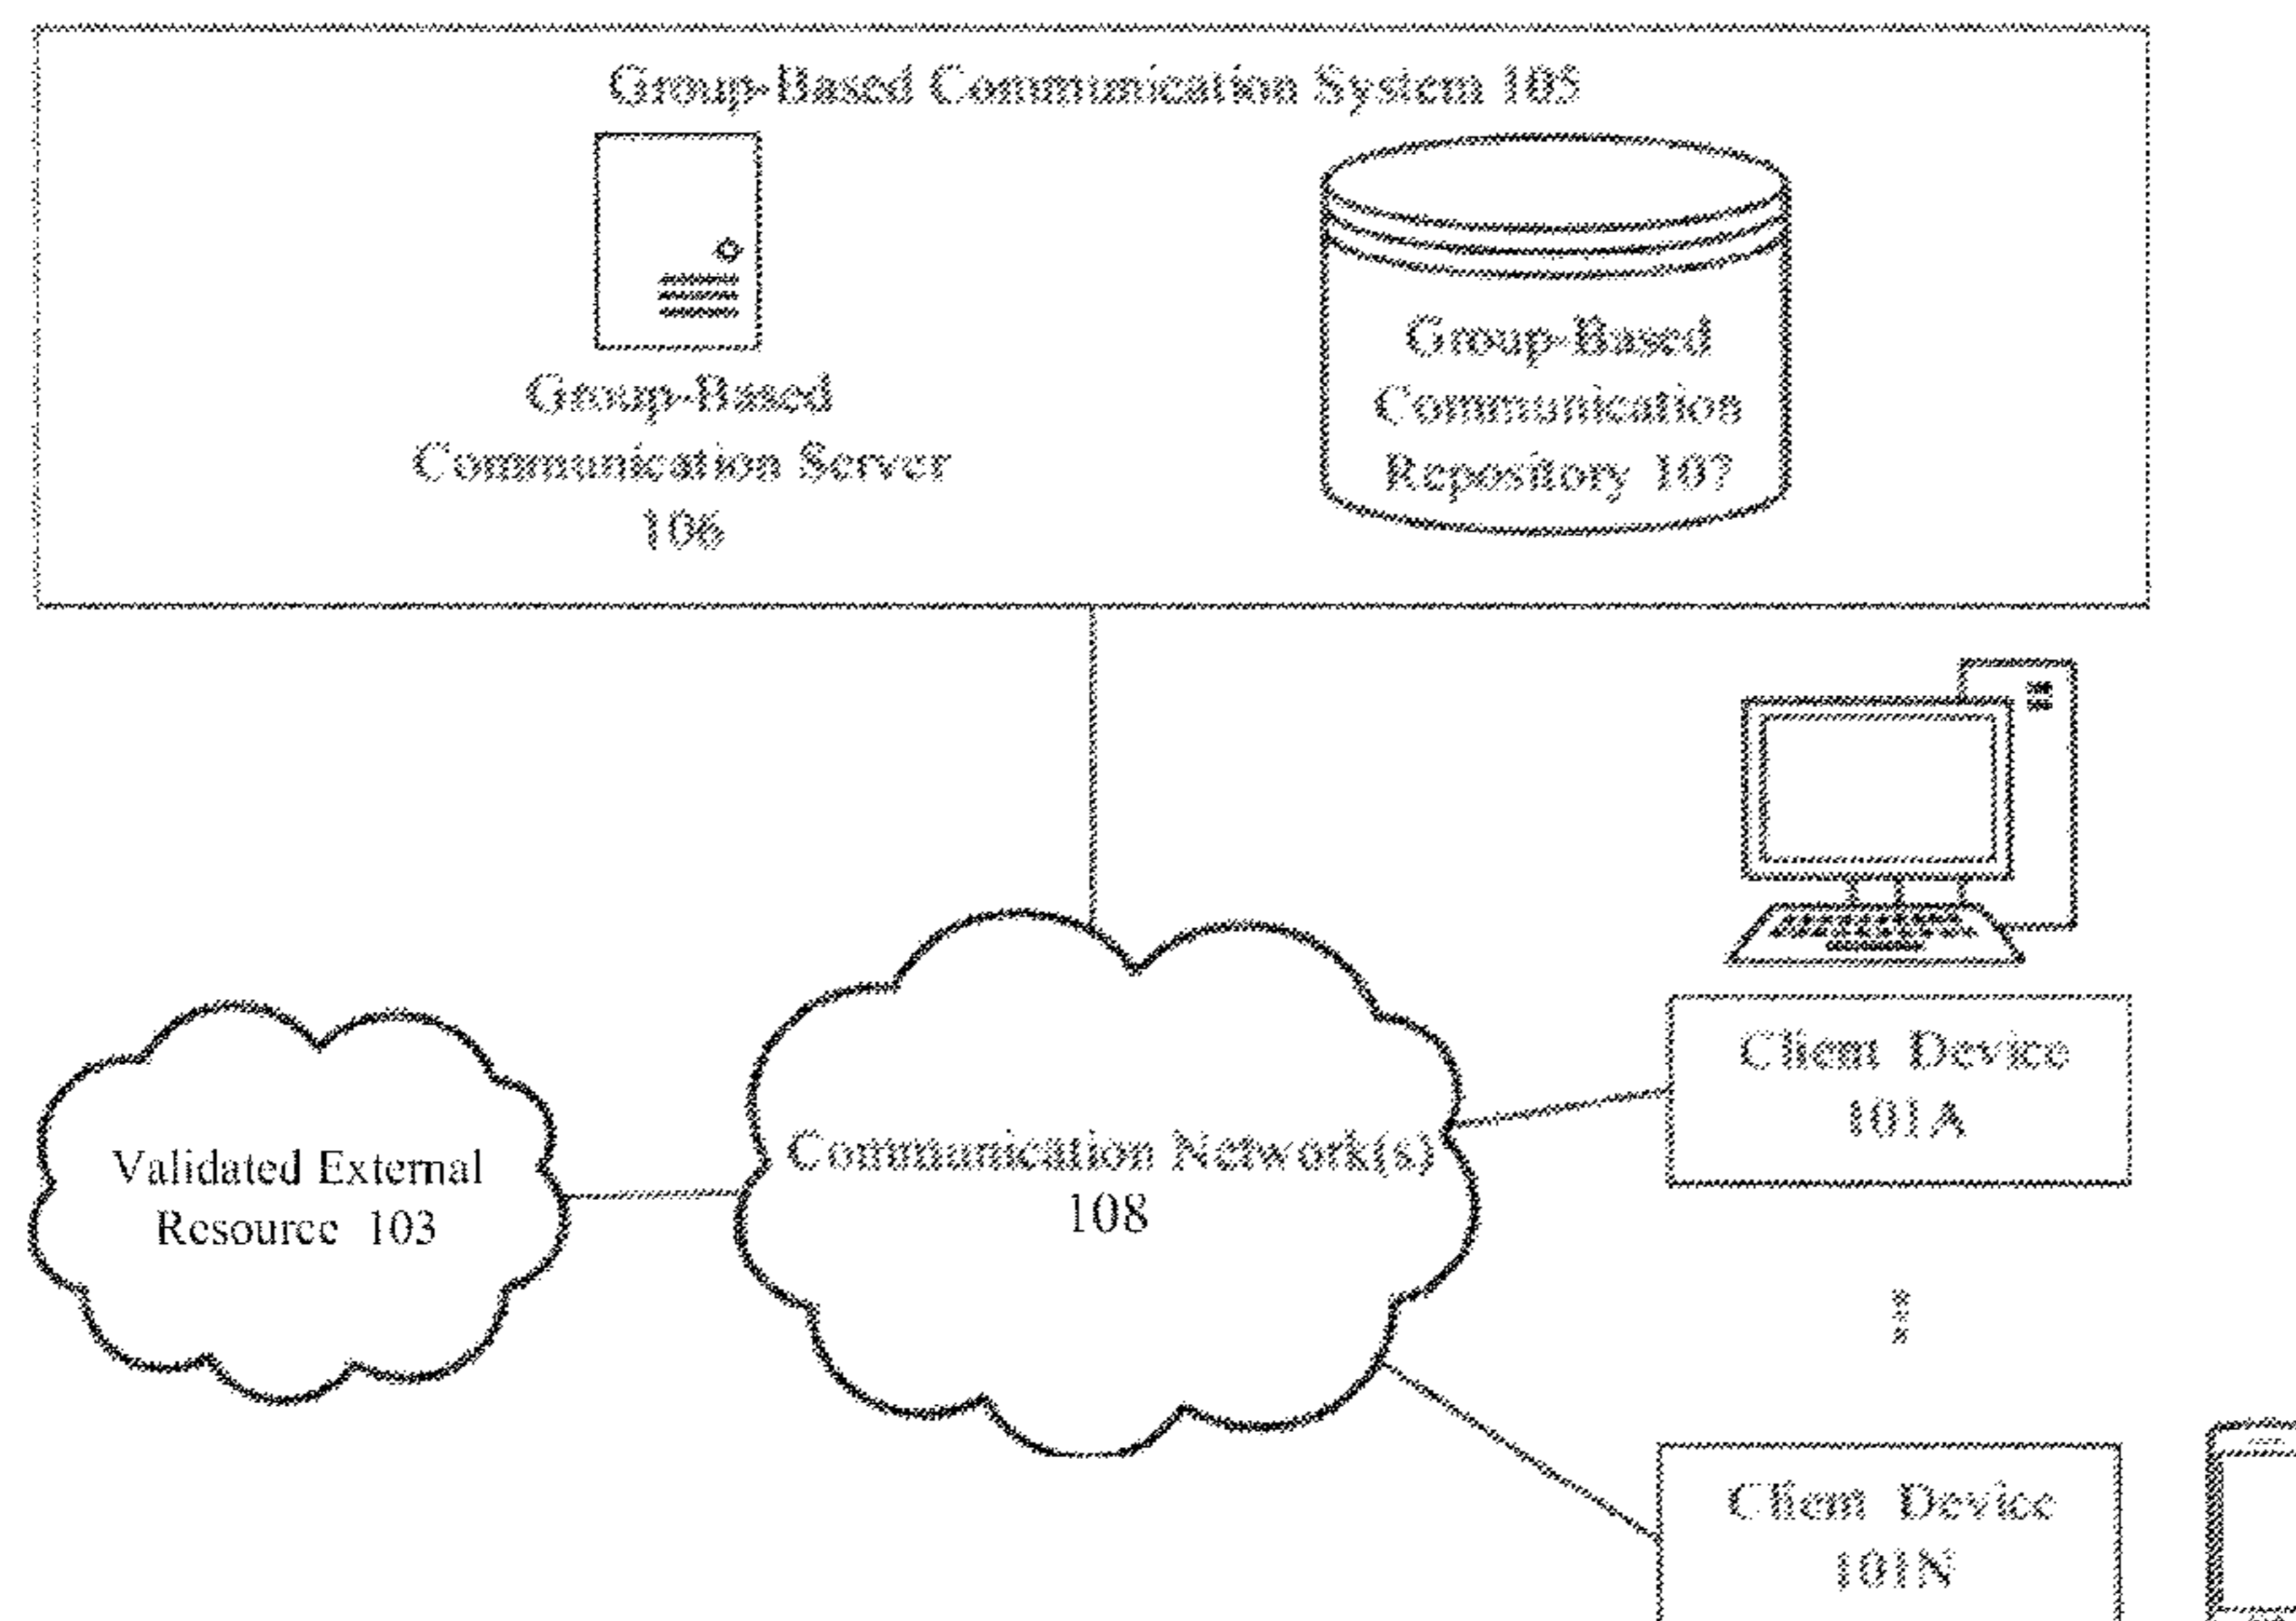 Group-Based Communication System 105
Group-Based
Communication Server
106
Group-Based
Communication
Repository 107
Client Device
101A
Validated External
Resource 103
Communication Network(s)
108
Client Device
101N